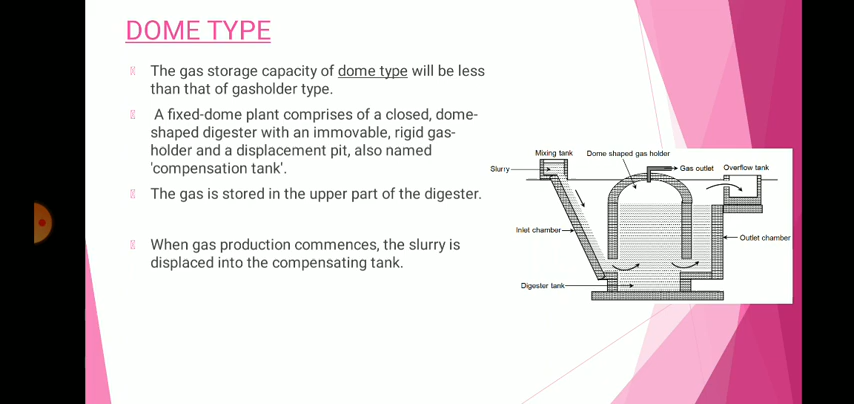 DOME TYPE
The gas storage capacity of dome type will be less
than that of gasholder type.
A fixed-dome plant comprises of a closed, dome-
shaped digester with an immovable, rigid gas-
holder and a displacement pit, also named
'compensation tank'.
The gas is stored in the upper part of the digester.
When gas production commences, the slurry is
displaced into the compensating tank.
Mixing tank
Dome shaped gas holder
Slurry
Gas outlet
Overflow tank
Inlet chamber
Outlet chamber
Digester tank